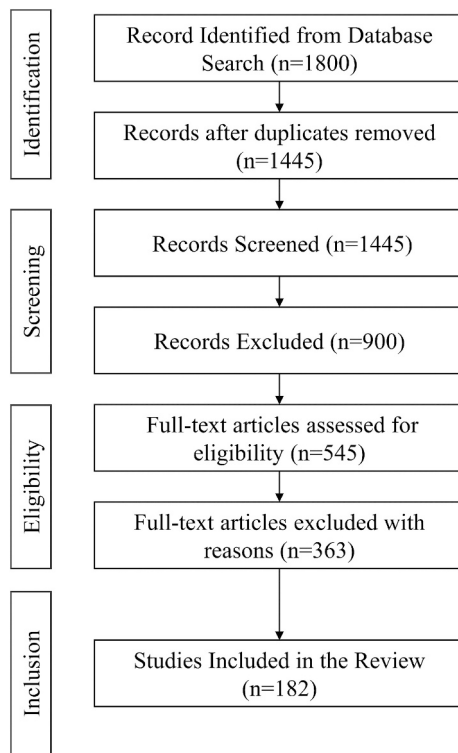 Identification
Record Identified from Database
Search (n=1800)
Records after duplicates removed
(n=1445)
Screening
Records Screened (n=1445)
Records Excluded (n=900)
Eligibility
Full-text articles assessed for
eligibility (n=545)
Full-text articles excluded with
reasons (n=363)
Inclusion
Studies Included in the Review
(n=182)